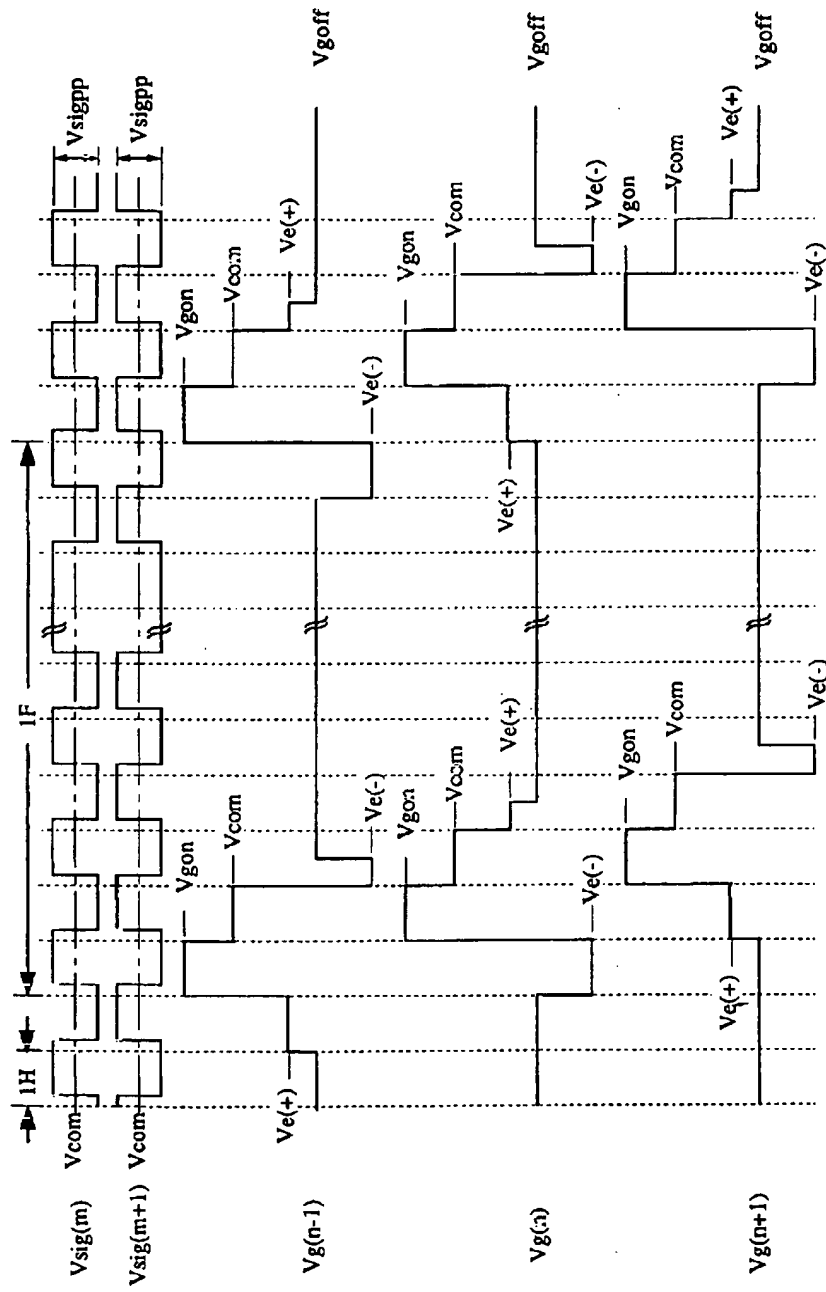 1H
1F
Vsig(m)
Vcom
Vsigpp
Vsig(m+1)
Vcom
Vsigpp
Vg(n-1)
Ve(+)
Vgon
Vcom
Ve(-)
Ve(-)
Vgon
Vcom
Ve(+)
Vgoff
Vg(n)
Ve(-)
Vgon
Vcom
Ve(+)
Ve(+)
Vgon
Vcom
Ve(-)
Vgoff
Vg(n+1)
Ve(+)
Vgon
Vcom
Ve(-)
Ve(-)
Vgon
Vcom
Ve(+)
Vgoff